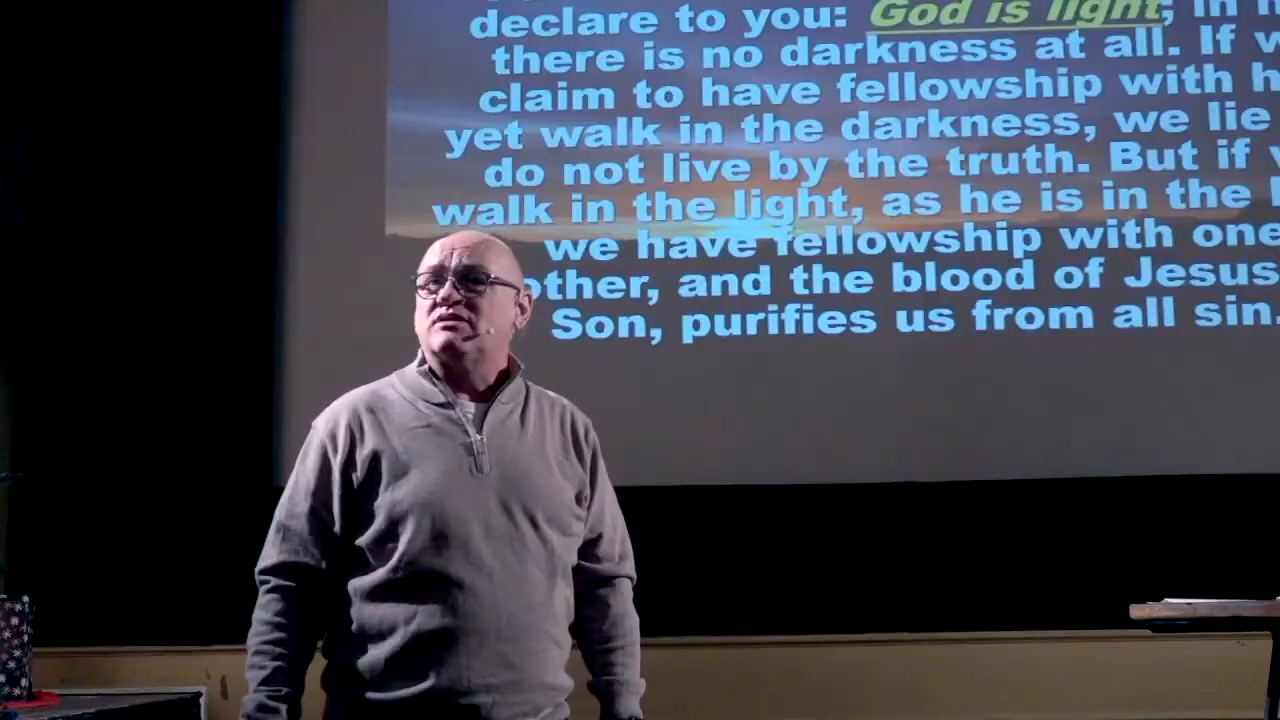 declare to you: God is light; in
there is no darkness at all. If
claim to have fellowship with
yet walk in the darkness, we lie
do not live by the truth. But if
walk in the light, as he is in the
we have fellowship with one
other, and the blood of Jesus
Son, purifies us from all sin.